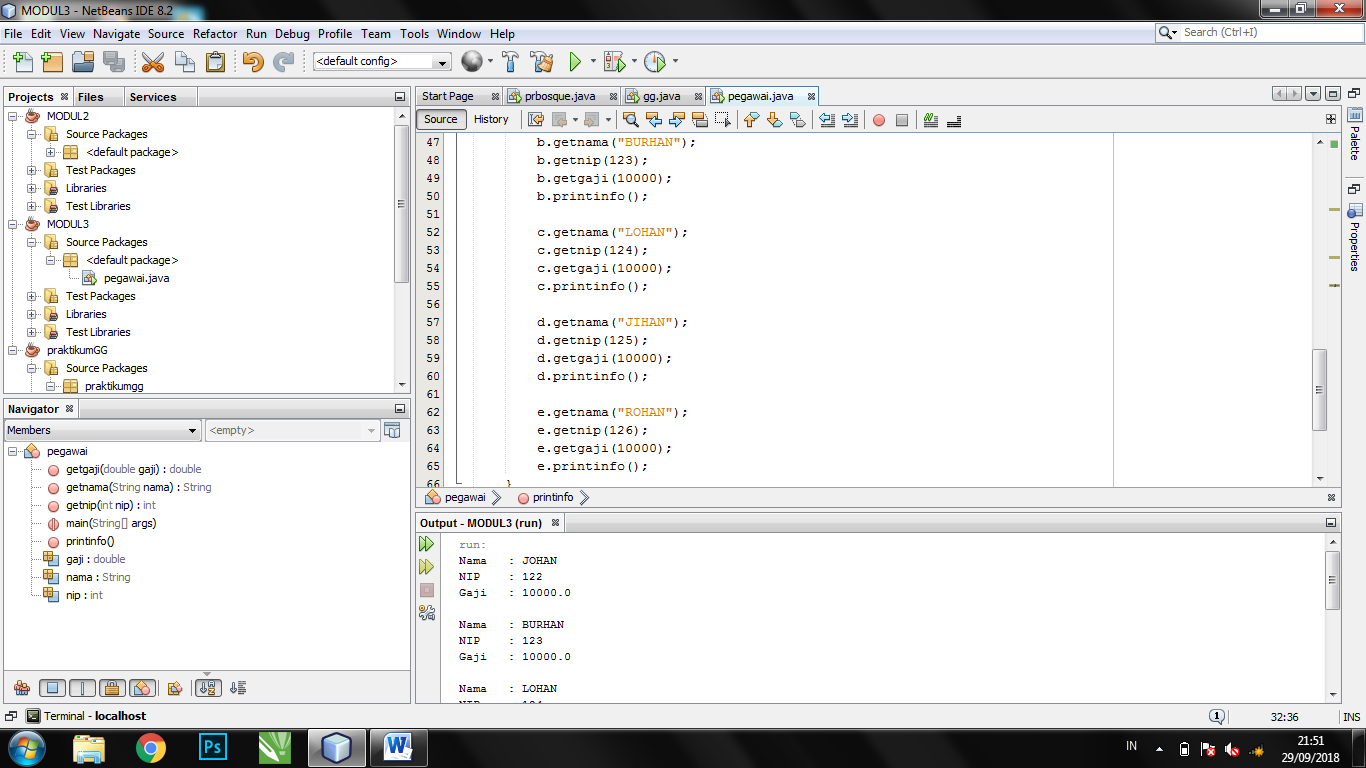 MODUL3 - NetBeans IDE 8.2
File Edit View Navigate Source Refactor Run Debug Profile Team Tools Window Help
Search (Ctrl+I)
<default config>
Projects Files Services
MODUL2
Source Packages
<default package>
Test Packages
Libraries
Test Libraries
MODUL3
Source Packages
<default package>
pegawai.java
Test Packages
Libraries
Test Libraries
praktikumGG
Source Packages
praktikumgg
Navigator
Members <empty>
pegawai
getgaji(double gaji) : double
getnama(String nama) : String
getnip(int nip) : int
main(String[] args)
printinfo()
gaji : double
nama : String
nip : int
Start Page prbosque.java gg.java pegawai.java
Source History
47 b.getnama("BURHAN");
48 b.getnip(123);
49 b.getgaji(10000);
50 b.printinfo();
51
52 c.getnama("LOHAN");
53 c.getnip(124);
54 c.getgaji(10000);
55 c.printinfo();
56
57 d.getnama("JIHAN");
58 d.getnip(125);
59 d.getgaji(10000);
60 d.printinfo();
61
62 e.getnama("ROHAN");
63 e.getnip(126);
64 e.getgaji(10000);
65 e.printinfo();
66 }
pegawai printinfo
Output - MODUL3 (run)
run:
Nama : JOHAN
NIP : 122
Gaji : 10000.0
Nama : BURHAN
NIP : 123
Gaji : 10000.0
Nama : LOHAN
NIP : 124
Palette
Properties
Terminal - localhost
1
32:36 INS
Ps
W
IN
21:51
29/09/2018